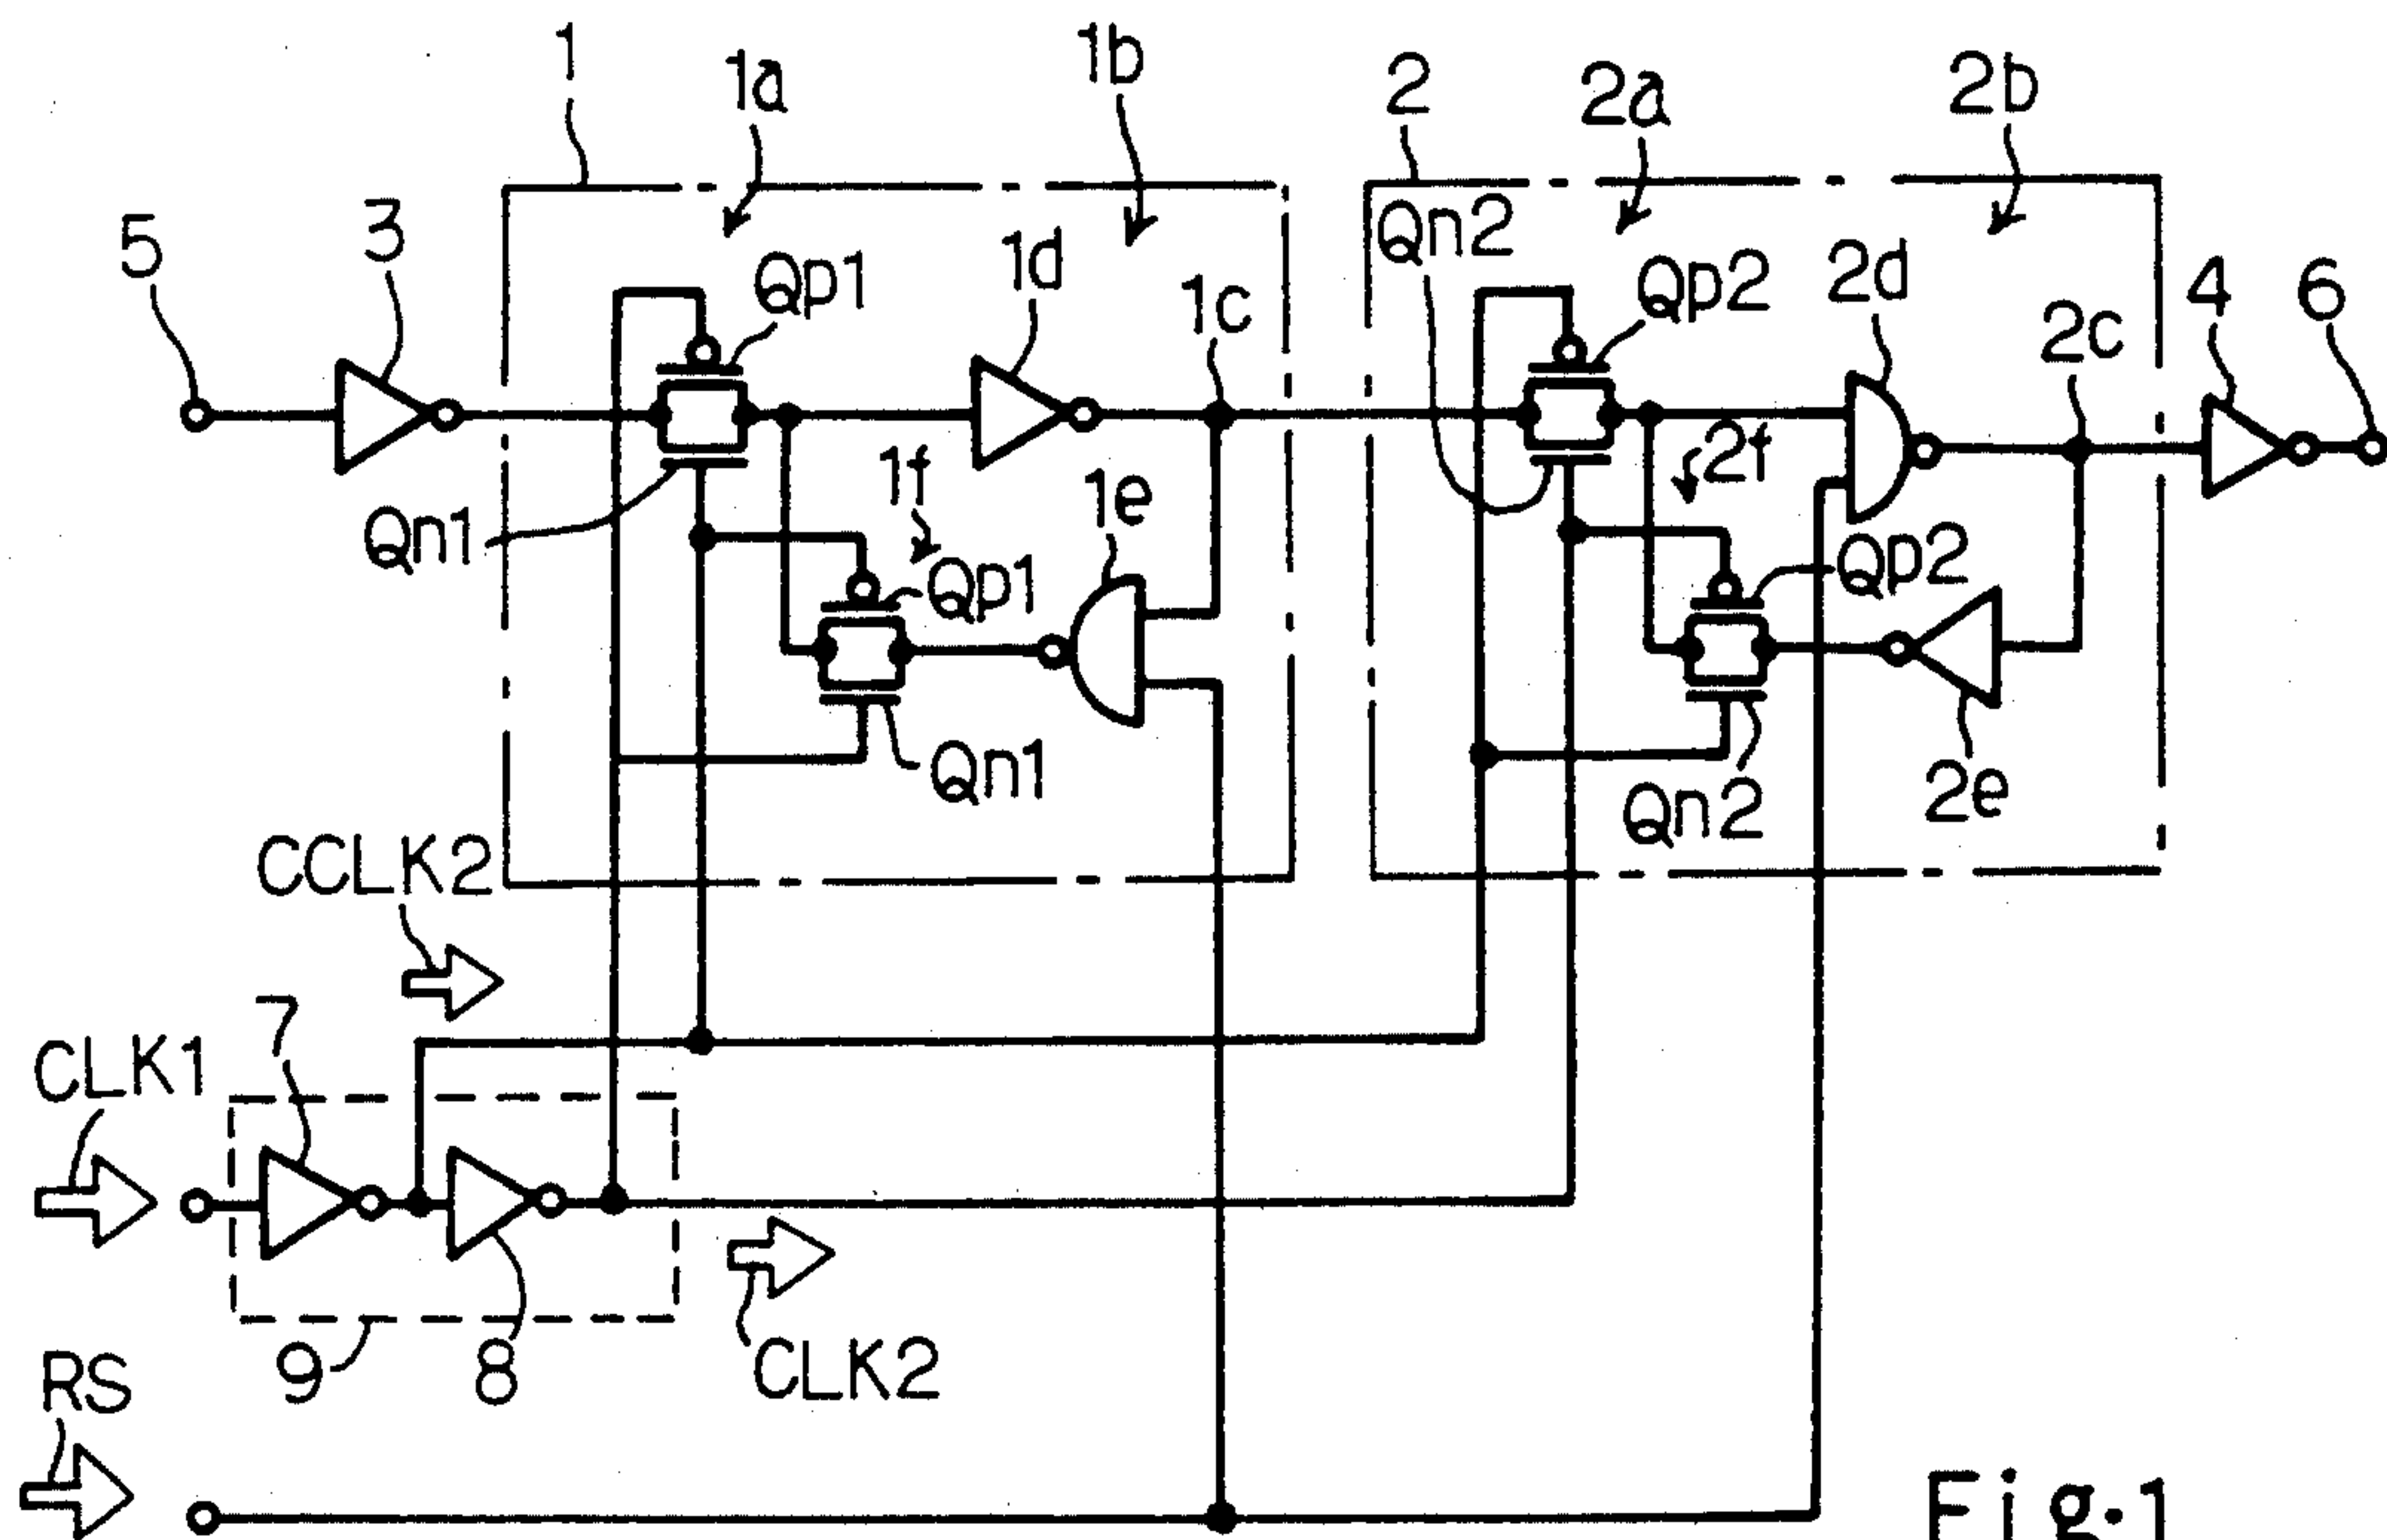 1
1a
1b
2
2a
2b
5
3
Qp1
1d
1c
Qn2
Qp2
2d
2c
4
6
Qn1
1f
1e
2f
Qp1
Qp2
Qn1
Qn2
2e
CCLK2
CLK1
7
9
8
CLK2
RS
Fig.1